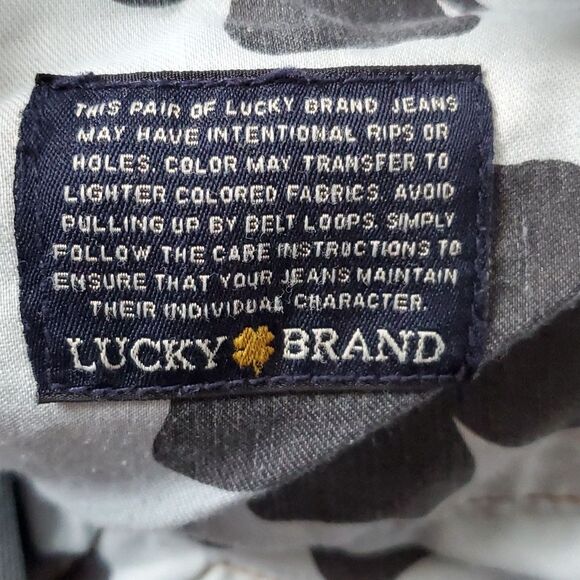 THIS PAIR OF LUCKY BRAND JEANS
MAY HAVE INTENTIONAL RIPS OR
HOLES. COLOR MAY TRANSFER TO
LIGHTER COLORED FABRICS. AVOID
PULLING UP BY BELT LOOPS. SIMPLY
FOLLOW THE CARE INSTRUCTIONS TO
ENSURE THAT YOUR JEANS MAINTAIN
THEIR INDIVIDUAL CHARACTER.
LUCKY BRAND